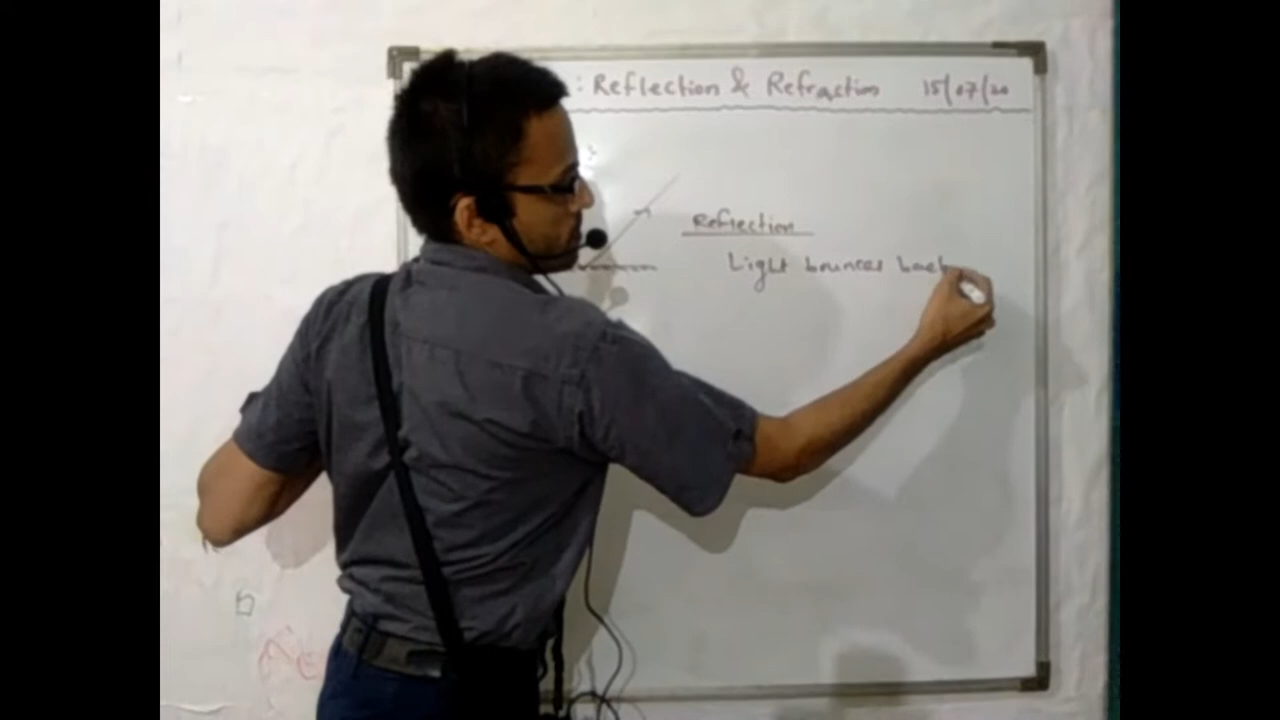 : Reflection & Refraction 15/07/20
Reflection
Light bounces back